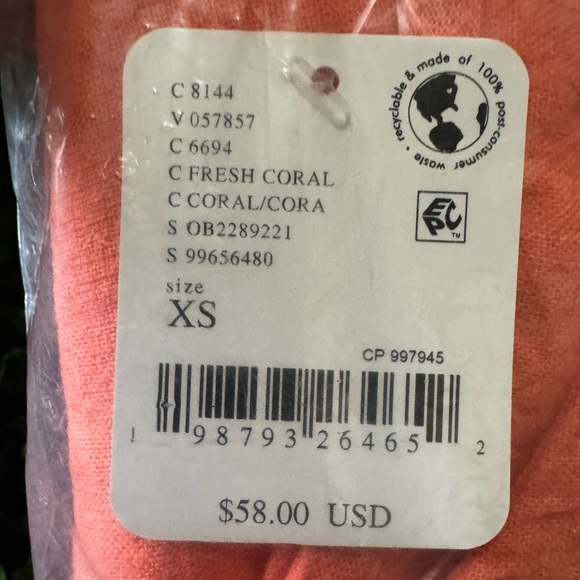 C 8144
V 057857
C 6694
C FRESH CORAL
C CORAL/CORA
S OB2289221
S 99656480
size
XS
recyclable & made of 100% post-consumer waste •
EPC™
CP 997945
1 98793 26465 2
$58.00 USD